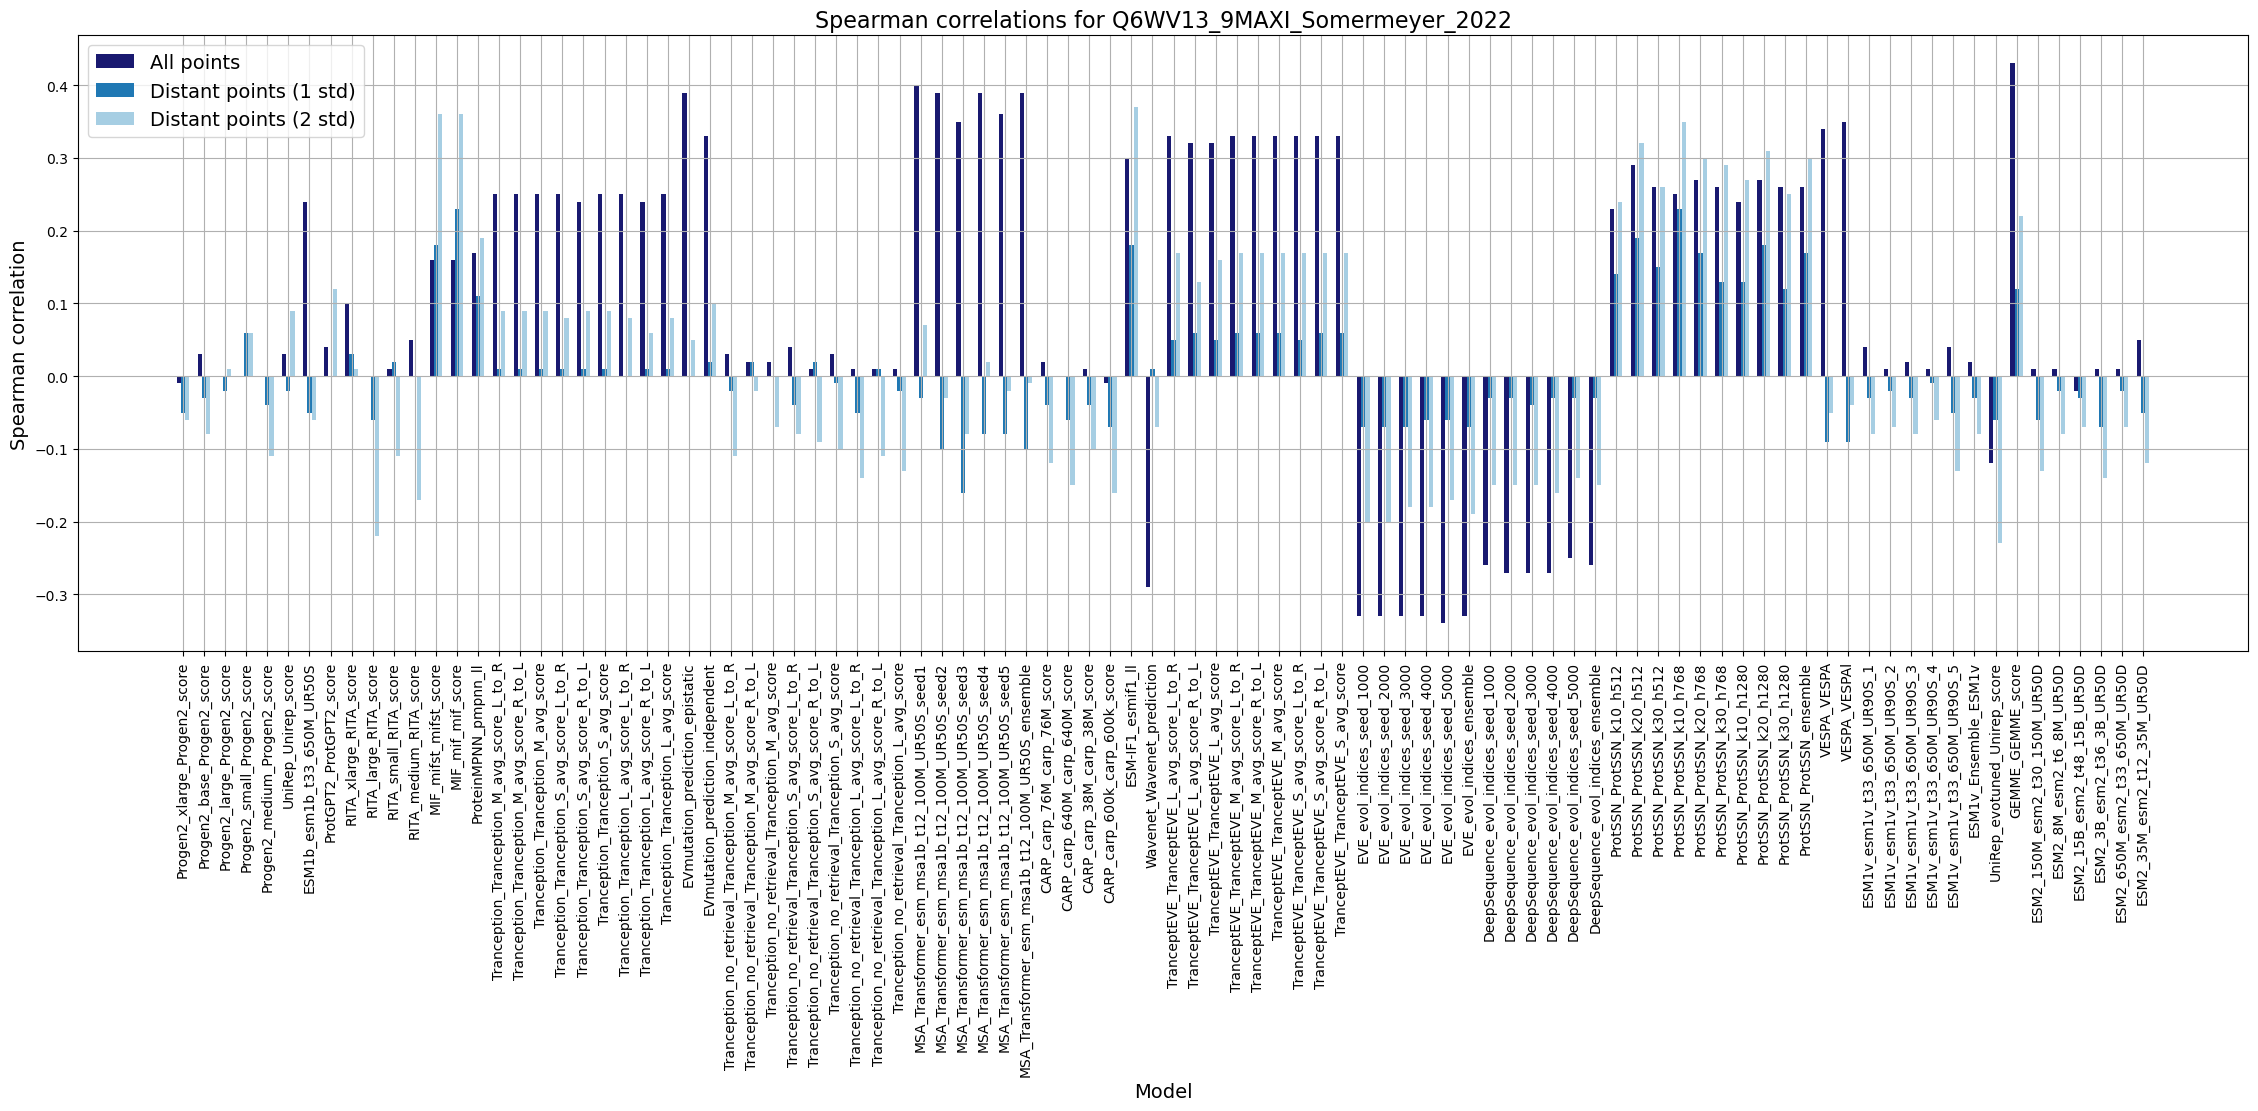 Spearman correlations for Q6WV13_9MAXI_Somermeyer_2022
All points
Distant points (1 std)
Distant points (2 std)
Spearman correlation
0.4
0.3
0.2
0.1
0.0
−0.1
−0.2
−0.3
Progen2_xlarge_Progen2_score
Progen2_base_Progen2_score
Progen2_large_Progen2_score
Progen2_small_Progen2_score
Progen2_medium_Progen2_score
UniRep_Unirep_score
ESM1b_esm1b_t33_650M_UR50S
ProtGPT2_ProtGPT2_score
RITA_xlarge_RITA_score
RITA_large_RITA_score
RITA_small_RITA_score
RITA_medium_RITA_score
MIF_mifst_mifst_score
MIF_mif_mif_score
ProteinMPNN_pmpnn_ll
Tranception_Tranception_M_avg_score_L_to_R
Tranception_Tranception_M_avg_score_R_to_L
Tranception_Tranception_M_avg_score
Tranception_Tranception_S_avg_score_L_to_R
Tranception_Tranception_S_avg_score_R_to_L
Tranception_Tranception_S_avg_score
Tranception_Tranception_L_avg_score_L_to_R
Tranception_Tranception_L_avg_score_R_to_L
Tranception_Tranception_L_avg_score
EVmutation_prediction_epistatic
EVmutation_prediction_independent
Tranception_no_retrieval_Tranception_M_avg_score_L_to_R
Tranception_no_retrieval_Tranception_M_avg_score_R_to_L
Tranception_no_retrieval_Tranception_M_avg_score
Tranception_no_retrieval_Tranception_S_avg_score_L_to_R
Tranception_no_retrieval_Tranception_S_avg_score_R_to_L
Tranception_no_retrieval_Tranception_S_avg_score
Tranception_no_retrieval_Tranception_L_avg_score_L_to_R
Tranception_no_retrieval_Tranception_L_avg_score_R_to_L
Tranception_no_retrieval_Tranception_L_avg_score
MSA_Transformer_esm_msa1b_t12_100M_UR50S_seed1
MSA_Transformer_esm_msa1b_t12_100M_UR50S_seed2
MSA_Transformer_esm_msa1b_t12_100M_UR50S_seed3
MSA_Transformer_esm_msa1b_t12_100M_UR50S_seed4
MSA_Transformer_esm_msa1b_t12_100M_UR50S_seed5
MSA_Transformer_esm_msa1b_t12_100M_UR50S_ensemble
CARP_carp_76M_carp_76M_score
CARP_carp_640M_carp_640M_score
CARP_carp_38M_carp_38M_score
CARP_carp_600k_carp_600k_score
ESM-IF1_esmif1_ll
Wavenet_Wavenet_prediction
TranceptEVE_TranceptEVE_L_avg_score_L_to_R
TranceptEVE_TranceptEVE_L_avg_score_R_to_L
TranceptEVE_TranceptEVE_L_avg_score
TranceptEVE_TranceptEVE_M_avg_score_L_to_R
TranceptEVE_TranceptEVE_M_avg_score_R_to_L
TranceptEVE_TranceptEVE_M_avg_score
TranceptEVE_TranceptEVE_S_avg_score_L_to_R
TranceptEVE_TranceptEVE_S_avg_score_R_to_L
TranceptEVE_TranceptEVE_S_avg_score
EVE_evol_indices_seed_1000
EVE_evol_indices_seed_2000
EVE_evol_indices_seed_3000
EVE_evol_indices_seed_4000
EVE_evol_indices_seed_5000
EVE_evol_indices_ensemble
DeepSequence_evol_indices_seed_1000
DeepSequence_evol_indices_seed_2000
DeepSequence_evol_indices_seed_3000
DeepSequence_evol_indices_seed_4000
DeepSequence_evol_indices_seed_5000
DeepSequence_evol_indices_ensemble
ProtSSN_ProtSSN_k10_h512
ProtSSN_ProtSSN_k20_h512
ProtSSN_ProtSSN_k30_h512
ProtSSN_ProtSSN_k10_h768
ProtSSN_ProtSSN_k20_h768
ProtSSN_ProtSSN_k30_h768
ProtSSN_ProtSSN_k10_h1280
ProtSSN_ProtSSN_k20_h1280
ProtSSN_ProtSSN_k30_h1280
ProtSSN_ProtSSN_ensemble
VESPA_VESPA
VESPA_VESPAl
ESM1v_esm1v_t33_650M_UR90S_1
ESM1v_esm1v_t33_650M_UR90S_2
ESM1v_esm1v_t33_650M_UR90S_3
ESM1v_esm1v_t33_650M_UR90S_4
ESM1v_esm1v_t33_650M_UR90S_5
ESM1v_Ensemble_ESM1v
UniRep_evotuned_Unirep_score
GEMME_GEMME_score
ESM2_150M_esm2_t30_150M_UR50D
ESM2_8M_esm2_t6_8M_UR50D
ESM2_15B_esm2_t48_15B_UR50D
ESM2_3B_esm2_t36_3B_UR50D
ESM2_650M_esm2_t33_650M_UR50D
ESM2_35M_esm2_t12_35M_UR50D
Model